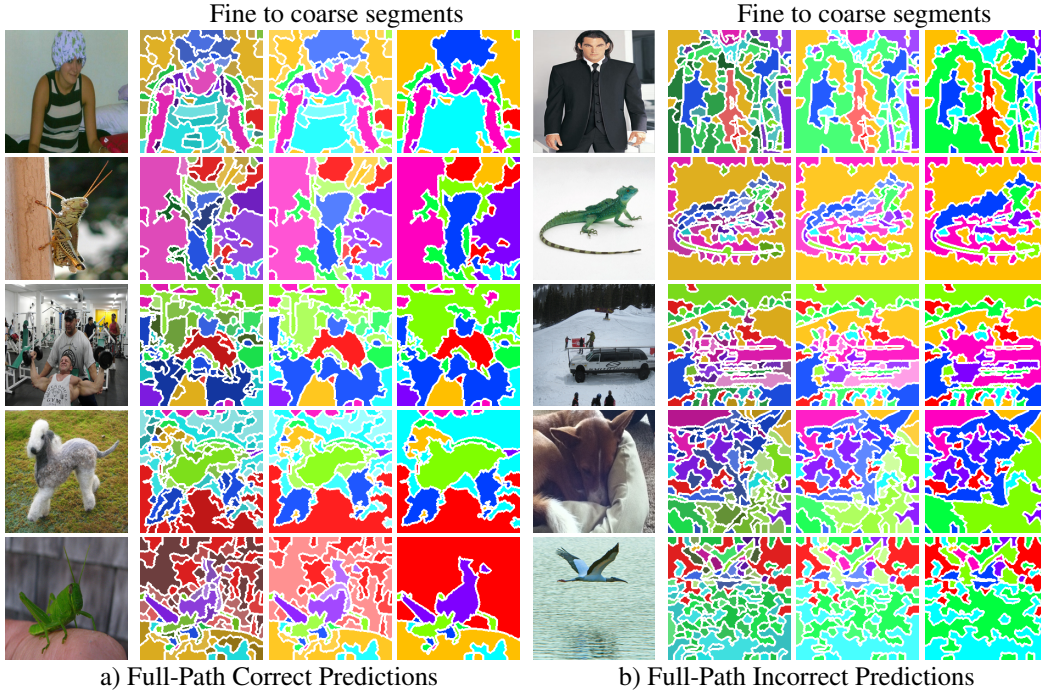 Fine to coarse segments
Fine to coarse segments
a) Full-Path Correct Predictions
b) Full-Path Incorrect Predictions